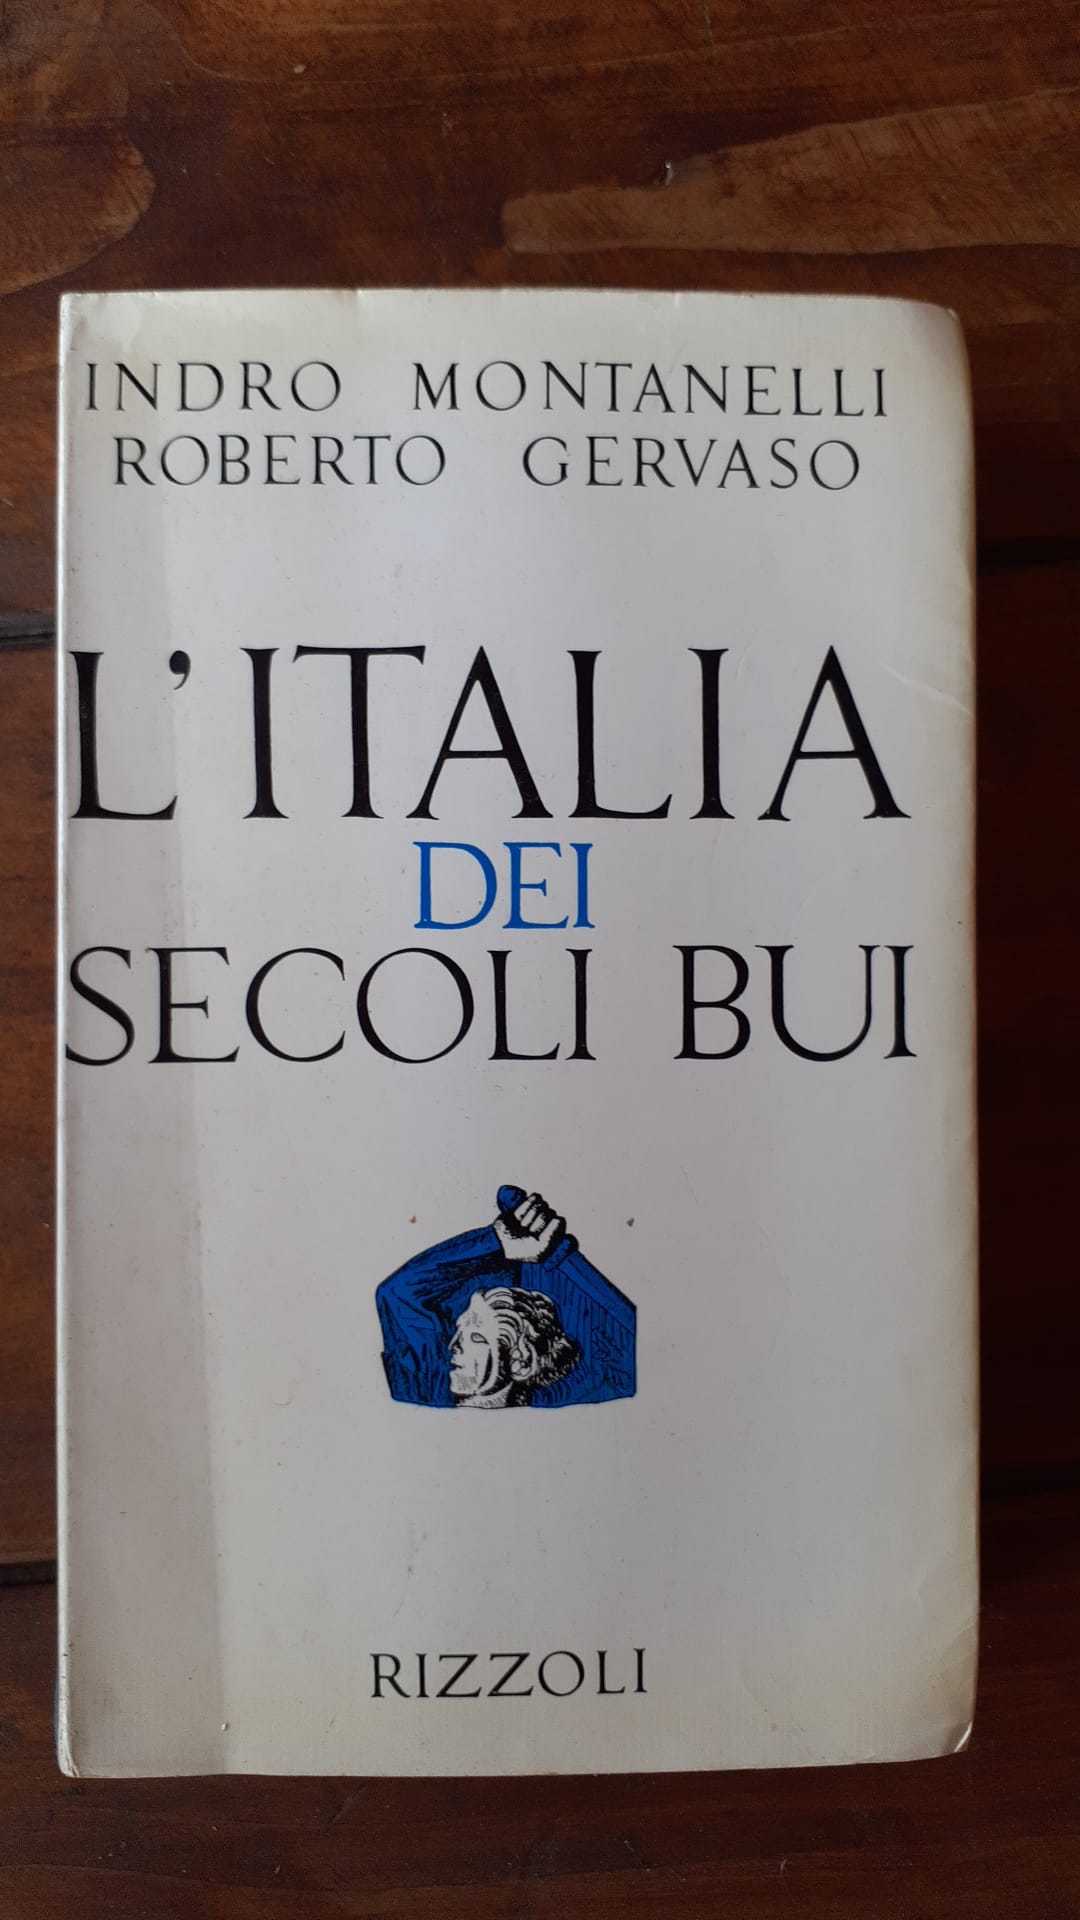 INDRO MONTANELLI
ROBERTO GERVASO
L'ITALIA
DEI
SECOLI BUI
RIZZOLI